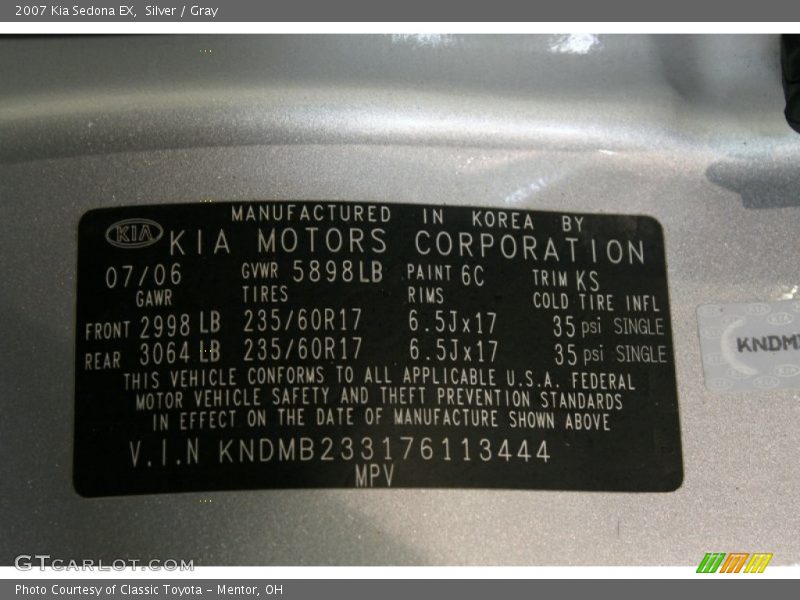 2007 Kia Sedona EX, Silver / Gray
MANUFACTURED IN KOREA BY
KIA KIA MOTORS CORPORATION
07/06 GVWR 5898LB PAINT 6C TRIM KS
GAWR TIRES RIMS COLD TIRE INFL
FRONT 2998 LB 235/60R17 6.5Jx17 35 psi SINGLE
REAR 3064 LB 235/60R17 6.5Jx17 35 psi SINGLE
THIS VEHICLE CONFORMS TO ALL APPLICABLE U.S.A. FEDERAL
MOTOR VEHICLE SAFETY AND THEFT PREVENTION STANDARDS
IN EFFECT ON THE DATE OF MANUFACTURE SHOWN ABOVE
V.I.N KNDMB233176113444
MPV
KNDM
GTcarlot.com
Photo Courtesy of Classic Toyota - Mentor, OH